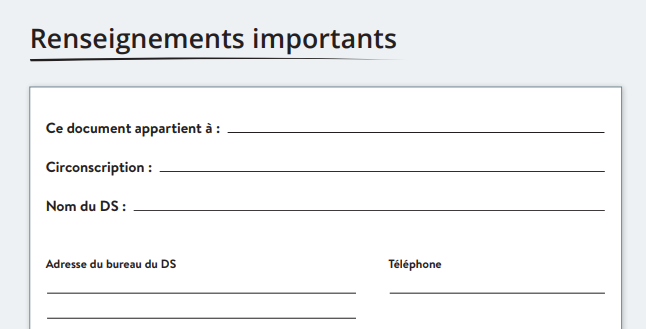 Renseignements importants
Ce document appartient à :
Circonscription :
Nom du DS :
Adresse du bureau du DS
Téléphone